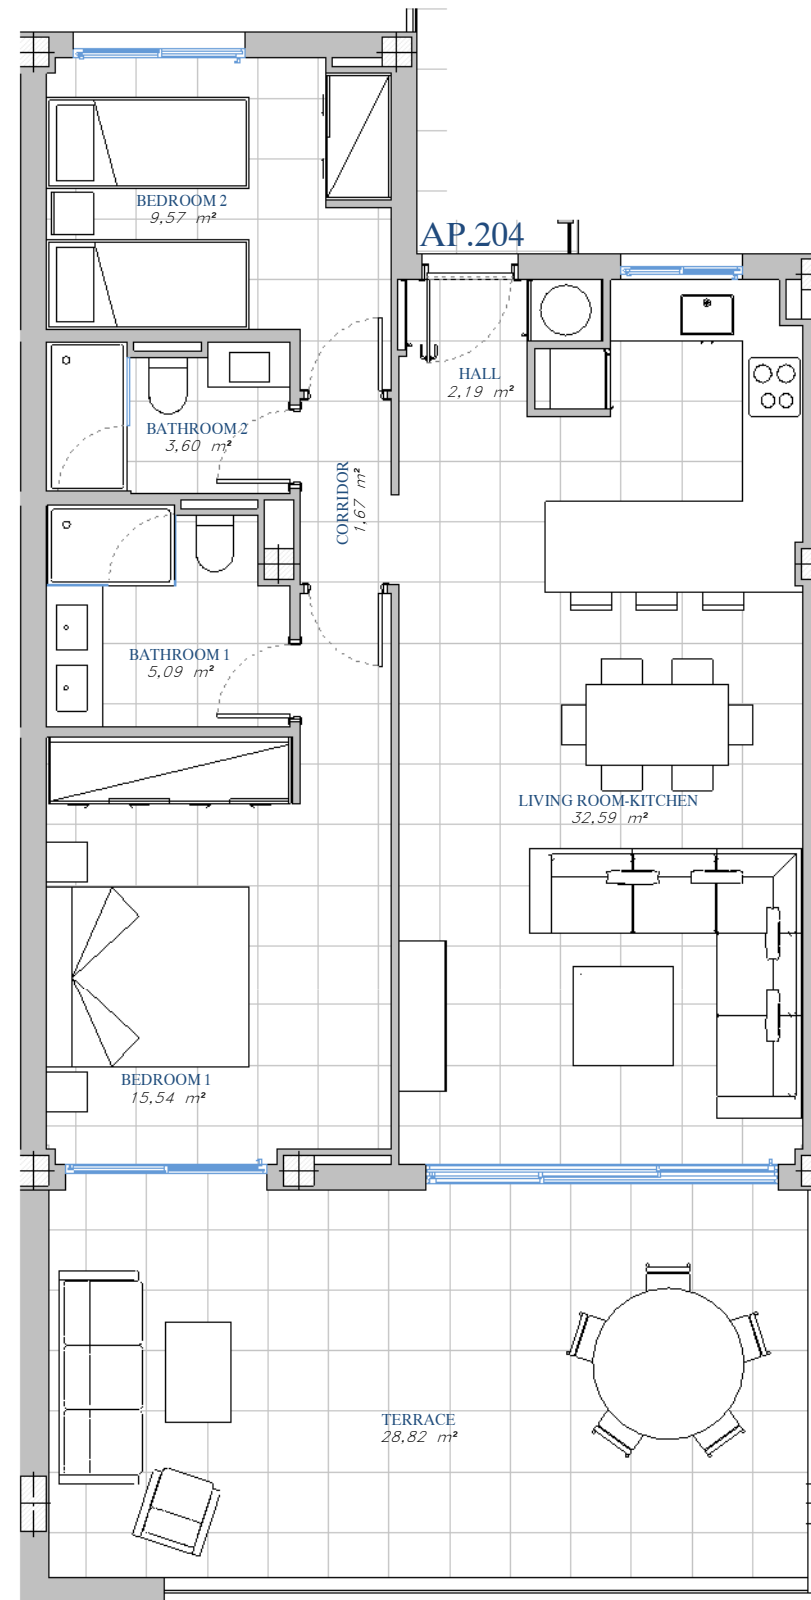 BEDROOM 2
9,57 m²
AP.204
HALL
2,19 m²
BATHROOM 2
3,60 m²
CORRIDOR
1,67 m²
BATHROOM 1
5,09 m²
LIVING ROOM-KITCHEN
32,59 m²
BEDROOM 1
15,54 m²
TERRACE
28,82 m²